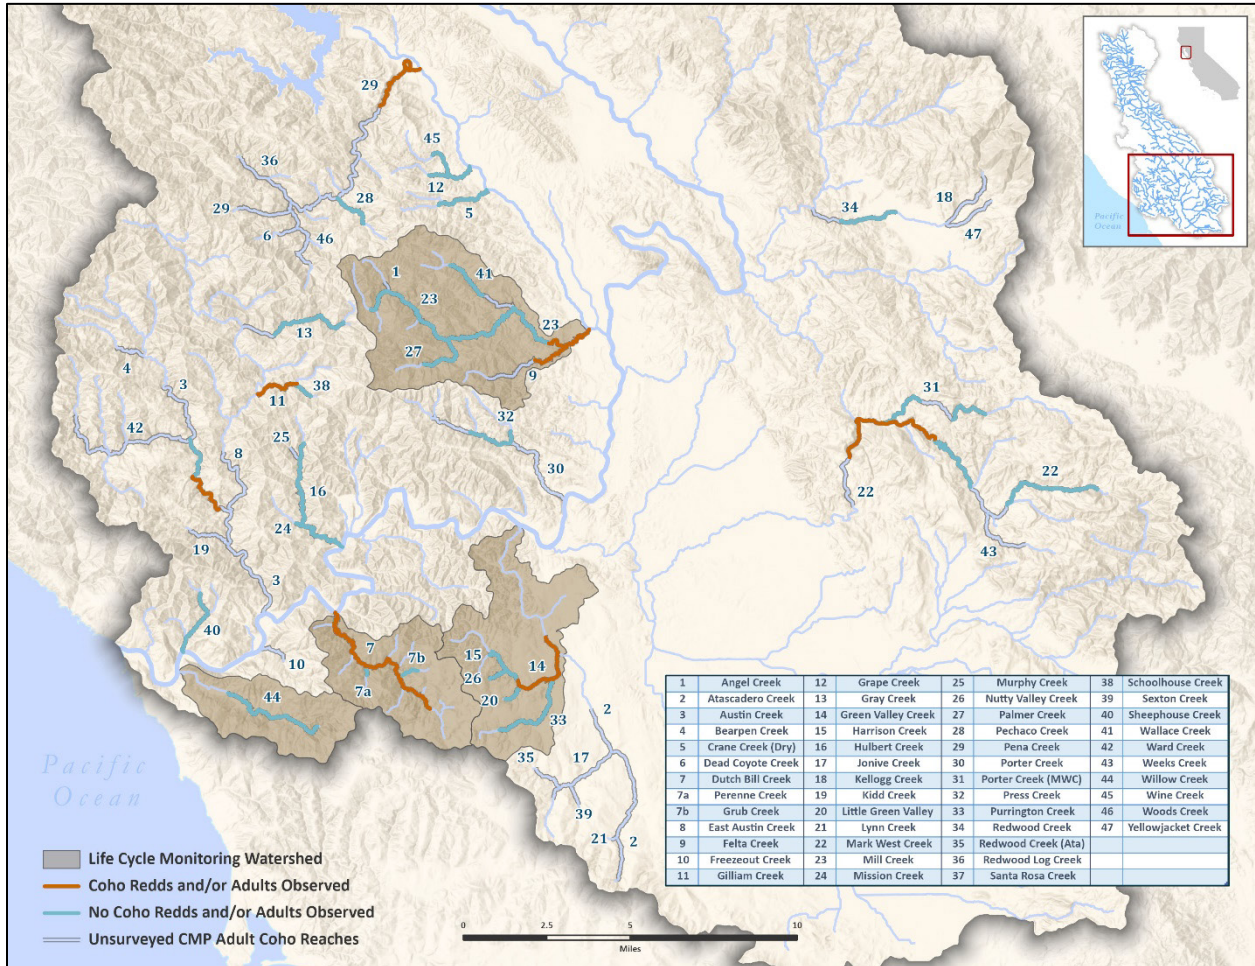 29
45
36
12
28
5
29
6
46
18
34
47
Pacific
Ocean
1
41
23
13
23
27
9
4
3
11
38
31
32
42
8
25
30
22
16
22
24
43
19
3
40
10
7
7b
15
14
7a
26
20
44
33
2
35
17
39
21
2
Pacific
Ocean
1 Angel Creek 12 Grape Creek 25 Murphy Creek 38 Schoolhouse Creek
2 Atascadero Creek 13 Gray Creek 26 Nutty Valley Creek 39 Sexton Creek
3 Austin Creek 14 Green Valley Creek 27 Palmer Creek 40 Sheephouse Creek
4 Bearpen Creek 15 Harrison Creek 28 Pechaco Creek 41 Wallace Creek
5 Crane Creek (Dry) 16 Hulbert Creek 29 Pena Creek 42 Ward Creek
6 Dead Coyote Creek 17 Jonive Creek 30 Porter Creek 43 Weeks Creek
7 Dutch Bill Creek 18 Kellogg Creek 31 Porter Creek (MWC) 44 Willow Creek
7a Perenne Creek 19 Kidd Creek 32 Press Creek 45 Wine Creek
7b Grub Creek 20 Little Green Valley 33 Purrington Creek 46 Woods Creek
8 East Austin Creek 21 Lynn Creek 34 Redwood Creek 47 Yellowjacket Creek
9 Felta Creek 22 Mark West Creek 35 Redwood Creek (Ata)
10 Freezeout Creek 23 Mill Creek 36 Redwood Log Creek
11 Gilliam Creek 24 Mission Creek 37 Santa Rosa Creek
Life Cycle Monitoring Watershed
Coho Redds and/or Adults Observed
No Coho Redds and/or Adults Observed
Unsurveyed CMP Adult Coho Reaches
0 2.5 5 10
Miles